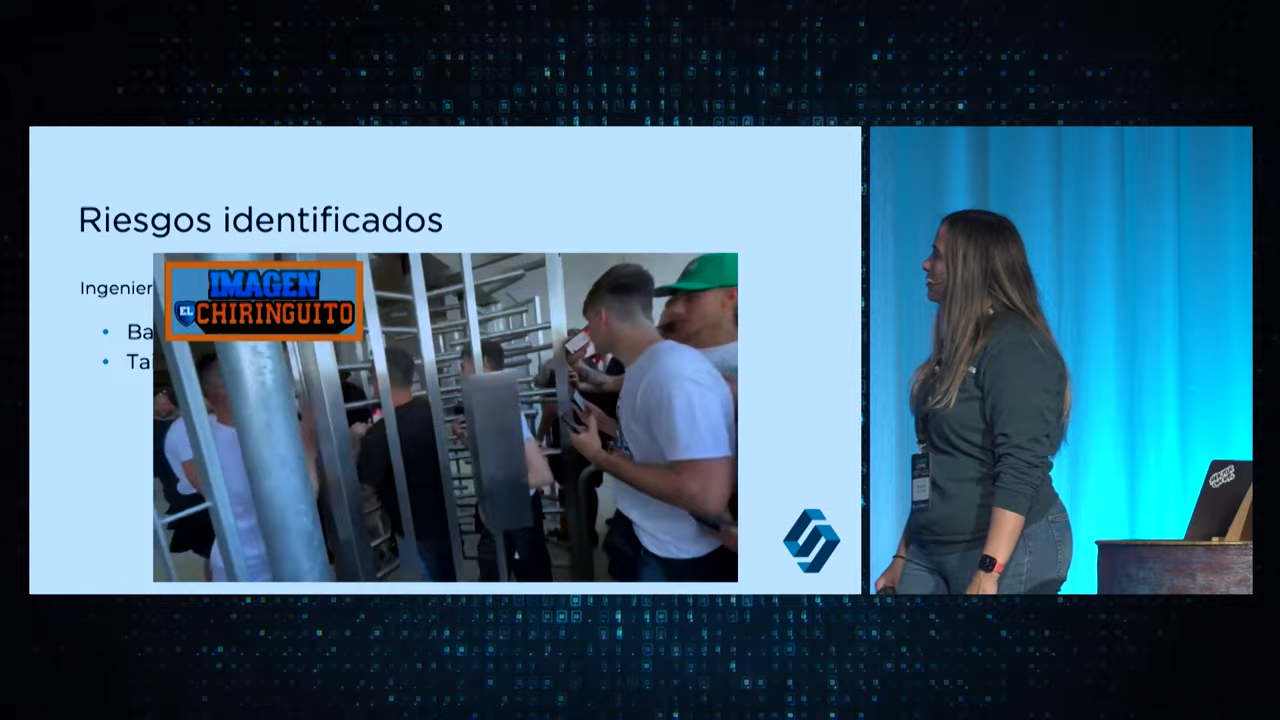 Riesgos identificados
IMAGEN
EL CHIRINGUITO
Ingenier
Ba
Ta